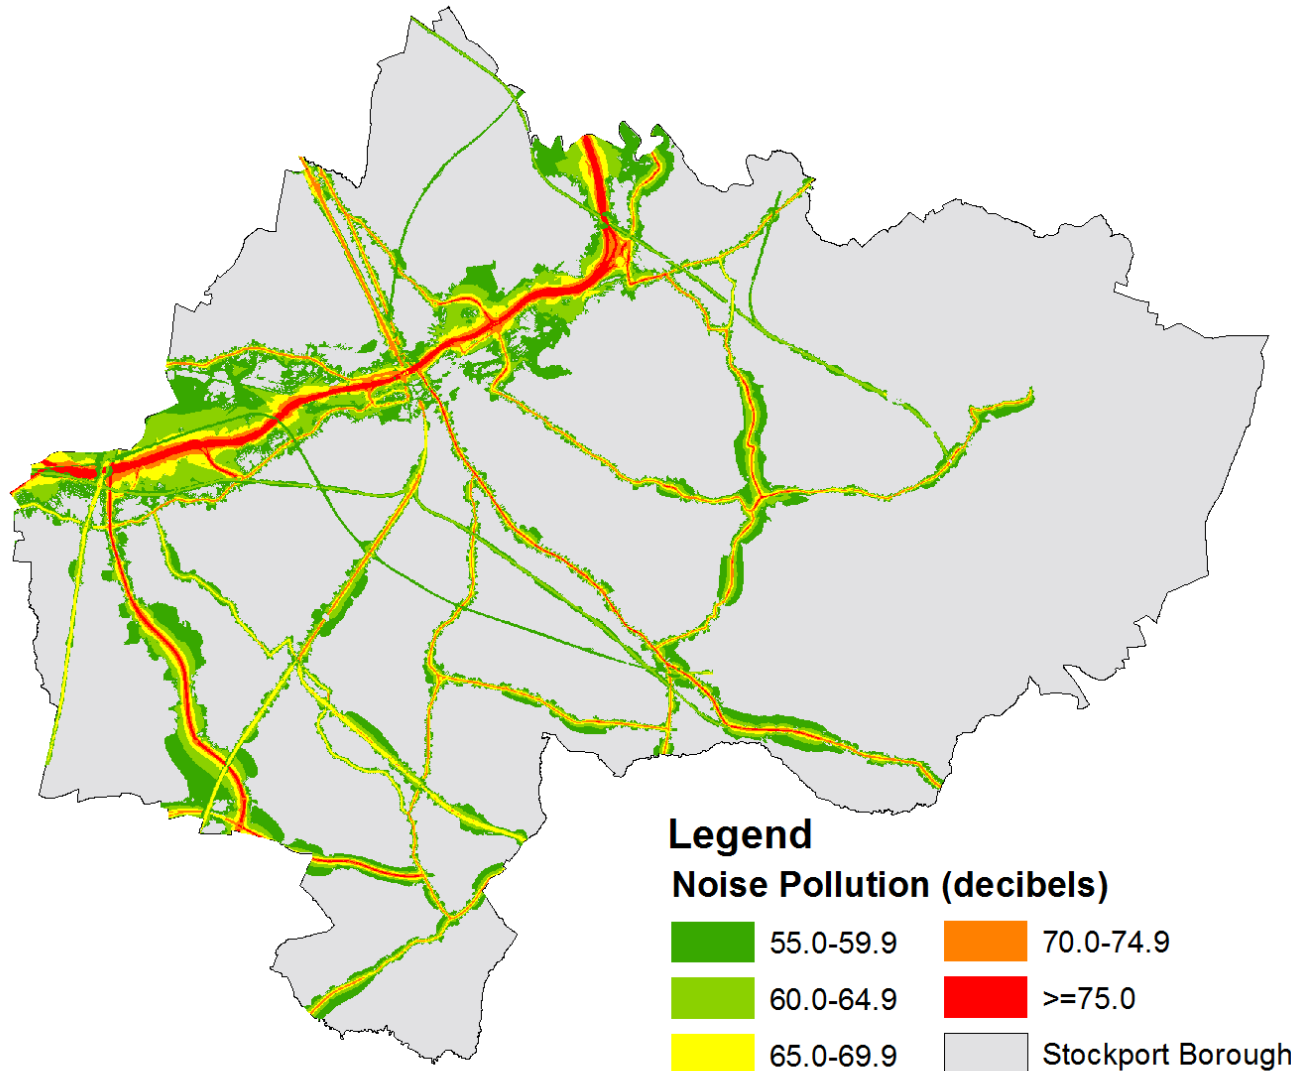 Legend
Noise Pollution (decibels)
55.0-59.9
60.0-64.9
65.0-69.9
70.0-74.9
>=75.0
Stockport Borough